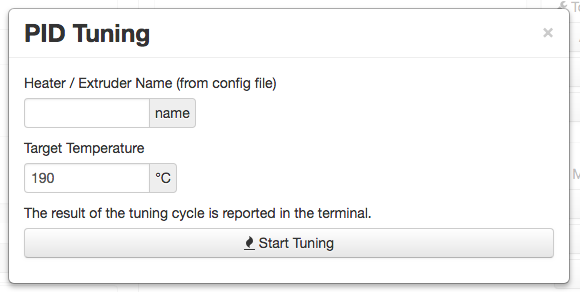 PID Tuning ×
Heater / Extruder Name (from config file)
name
Target Temperature
190 °C
The result of the tuning cycle is reported in the terminal.
Start Tuning